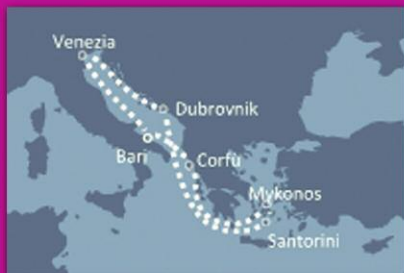 Venezia
Dubrovnik
Bari
Corfù
Mykonos
Santorini